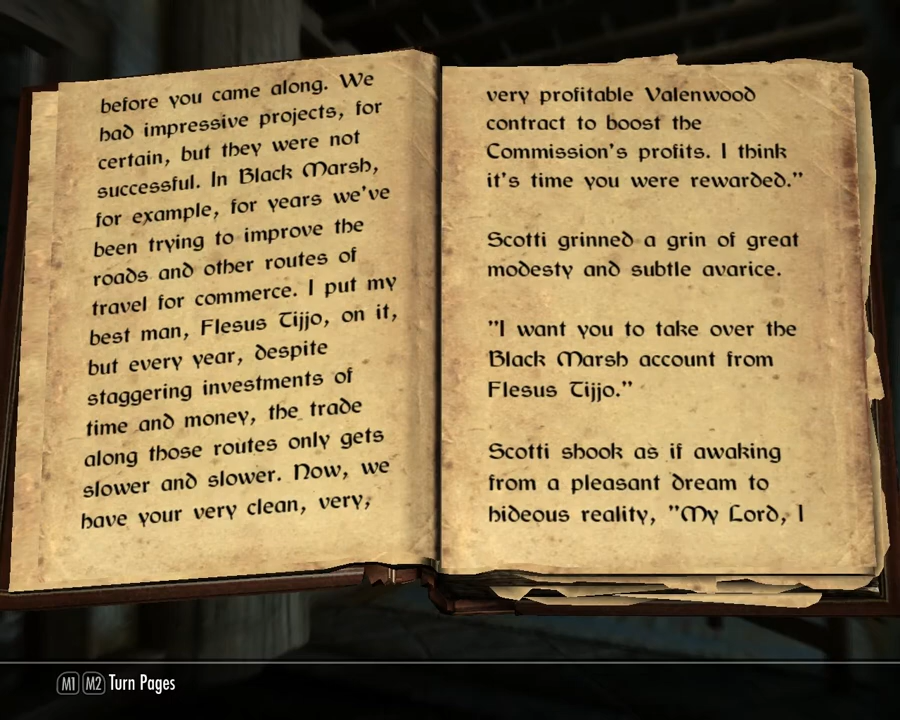 before you came along. We
had impressive projects, for
certain, but they were not
successful. In Black Marsh,
for example, for years we've
been trying to improve the
roads and other routes of
travel for commerce. I put my
best man, Flesus Tijjo, on it,
but every year, despite
staggering investments of
time and money, the trade
along those routes only gets
slower and slower. Now, we
have your very clean, very,
very profitable Valenwood
contract to boost the
Commission's profits. I think
it's time you were rewarded."
Scotti grinned a grin of great
modesty and subtle avarice.
"I want you to take over the
Black Marsh account from
Flesus Tijjo."
Scotti shook as if awaking
from a pleasant dream to
hideous reality, "My Lord, I
M1 M2 Turn Pages